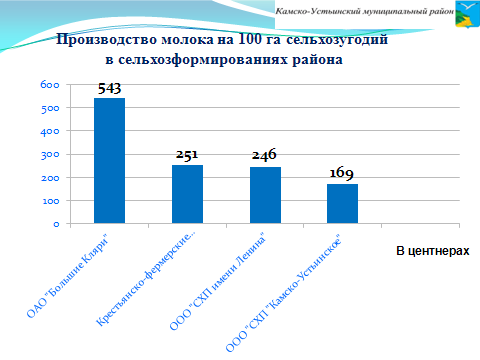 Камско-Устьинский муниципальный район
Производство молока на 100 га сельхозугодий
в сельхозформированиях района
600
500
400
300
200
100
0
543
251
246
169
ОАО "Большие Кляри"
Крестьянско-фермерские...
ООО "СХП имени Ленина"
ООО "СХП "Камско-Устьинское"
В центнерах